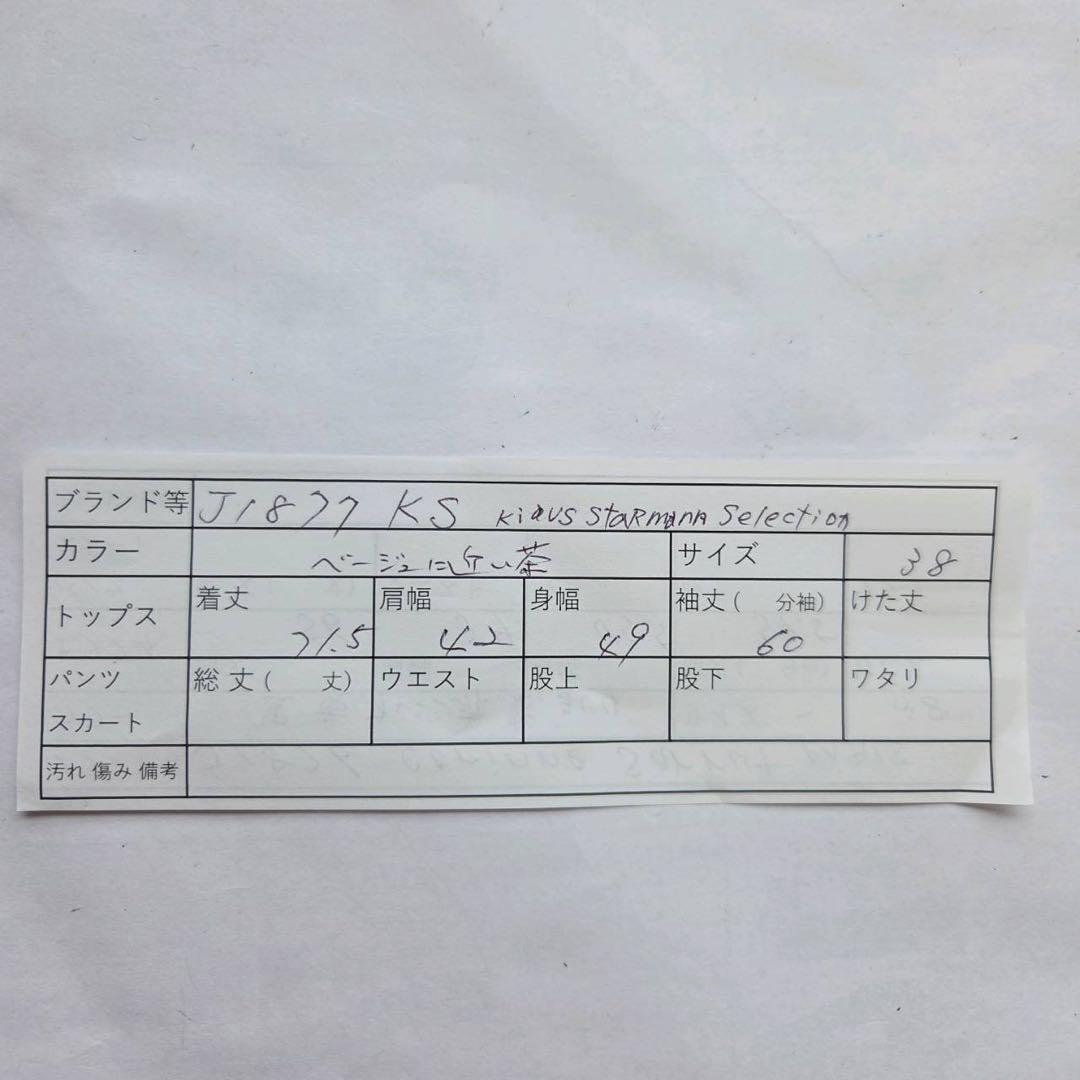 ブランド等 J1877 KS Klaus Starmann Selection
カラー ベージュに近い茶 サイズ 38
トップス 着丈 71.5 肩幅 42 身幅 49 袖丈( 分袖) 60 けた丈
パンツ スカート 総丈( 丈) ウエスト 股上 股下 ワタリ
汚れ 傷み 備考